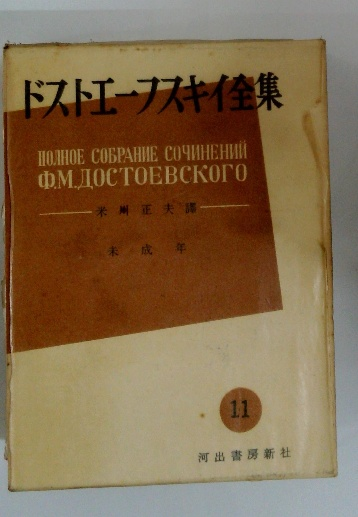 ドストエーフスキイ全集
ПОЛНОЕ СОБРАНИЕ СОЧИНЕНИЙ
Ф.М.ДОСТОЕВСКОГО
米川正夫譯
未成年
11
河出書房新社